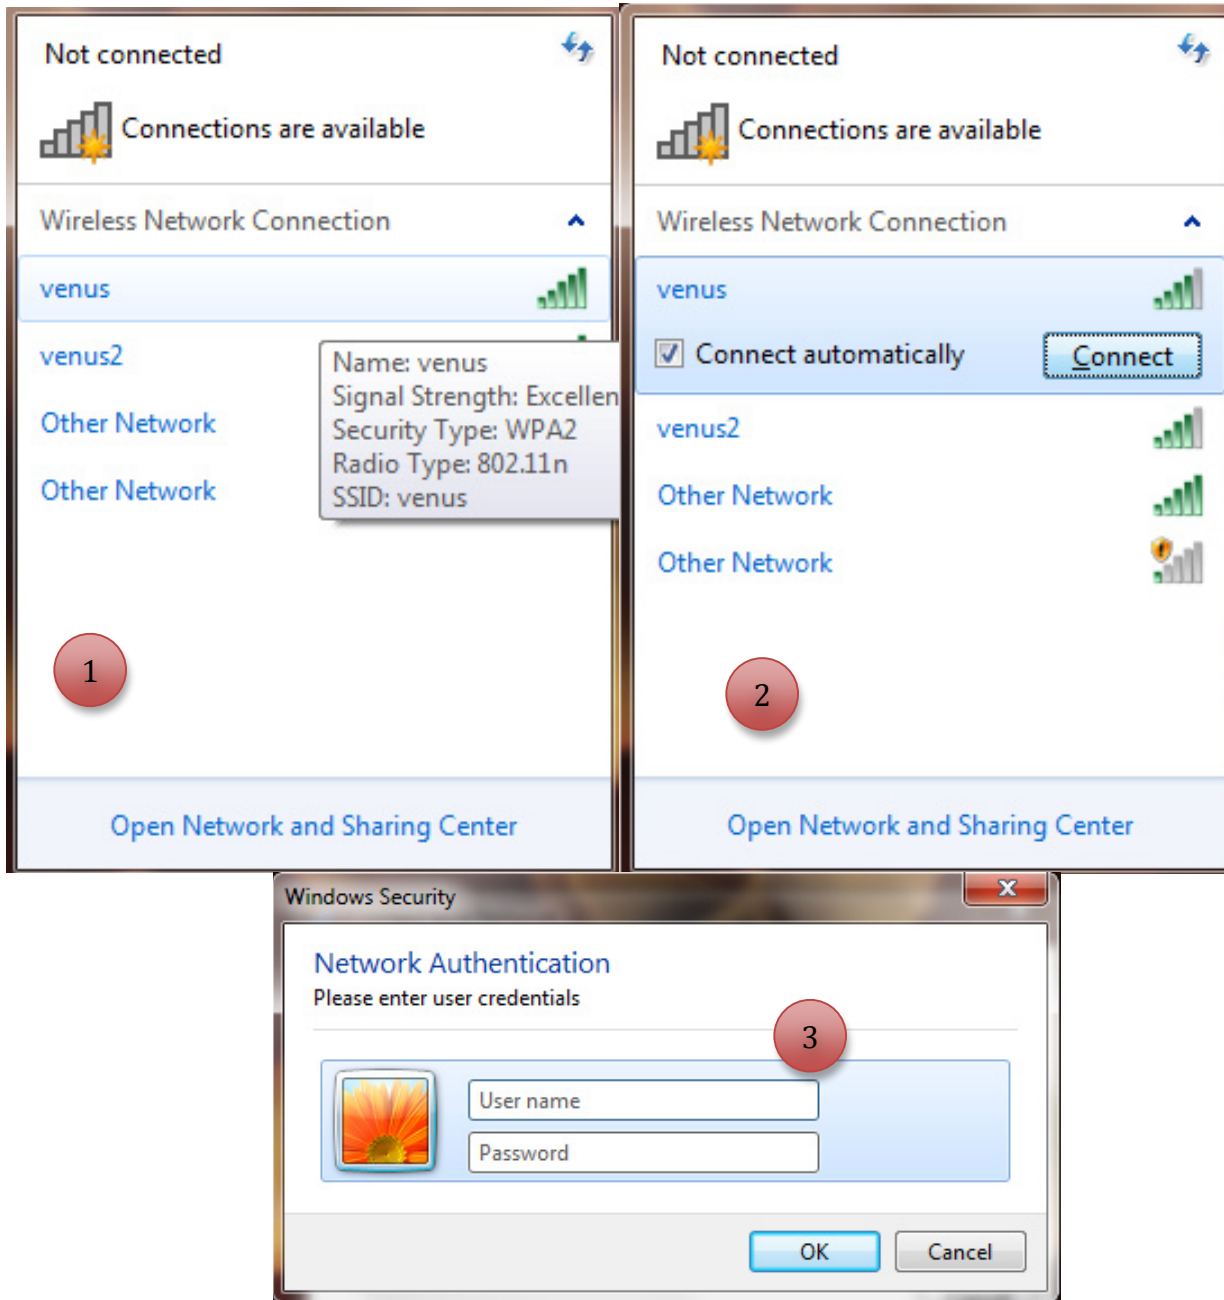 Not connected
Connections are available
Wireless Network Connection
venus
venus2
Other Network
Other Network
Name: venus
Signal Strength: Excellen
Security Type: WPA2
Radio Type: 802.11n
SSID: venus
1
Open Network and Sharing Center
Not connected
Connections are available
Wireless Network Connection
venus
Connect automatically
Connect
venus2
Other Network
Other Network
2
Open Network and Sharing Center
Windows Security
x
Network Authentication
Please enter user credentials
3
User name
Password
OK
Cancel